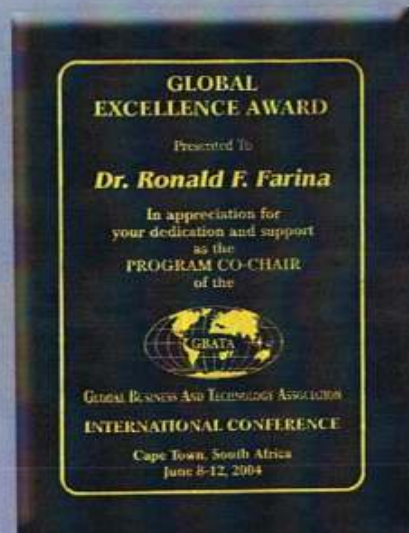 GLOBAL
EXCELLENCE AWARD
Presented To
Dr. Ronald F. Farina
In appreciation for
your dedication and support
as the
PROGRAM CO-CHAIR
of the
GBATA
GLOBAL BUSINESS AND TECHNOLOGY ASSOCIATION
INTERNATIONAL CONFERENCE
Cape Town, South Africa
June 8-12, 2004